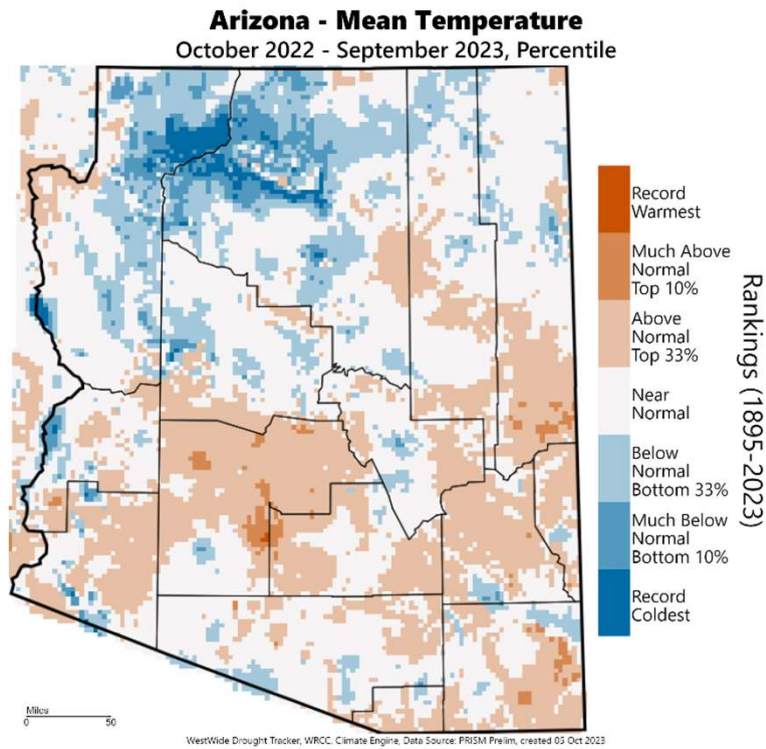 Arizona - Mean Temperature
October 2022 - September 2023, Percentile
Record
Warmest
Much Above
Normal
Top 10%
Above
Normal
Top 33%
Near
Normal
Below
Normal
Bottom 33%
Much Below
Normal
Bottom 10%
Record
Coldest
Rankings (1895-2023)
Miles
0 50
WestWide Drought Tracker, WRCC, Climate Engine, Data Source: PRISM Prelim, created 05 Oct 2023